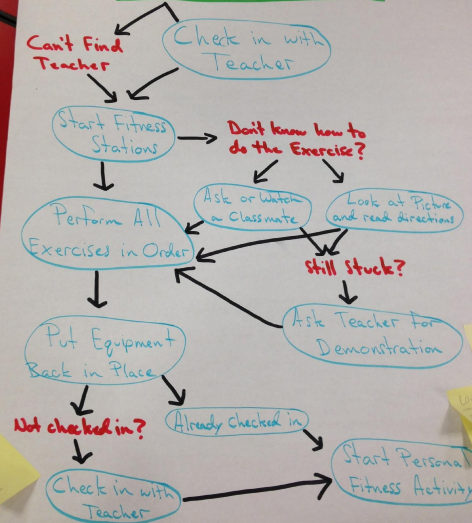 Can't Find
Teacher
Check in with
Teacher
Start Fitness
Stations
Don't know how to
do the Exercise?
Ask or Watch
a Classmate
Look at Picture
and read directions
Perform All
Exercises in Order
Still Stuck?
Ask Teacher for
Demonstration
Put Equipment
Back in Place
Not checked in?
Already checked in
Check in with
Teacher
Start Persona
Fitness Activity